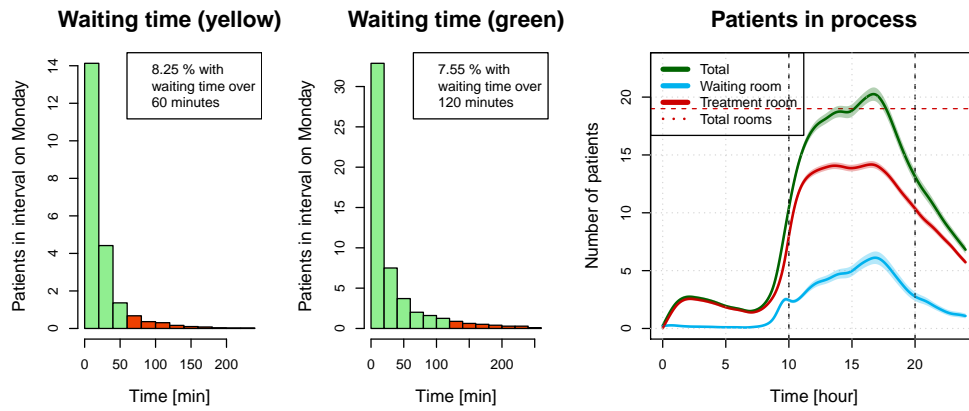 Waiting time (yellow)
Patients in interval on Monday
14
12
10
8
6
4
2
0
8.25 % with
waiting time over
60 minutes
0
50
100
150
200
Time [min]
Waiting time (green)
Patients in interval on Monday
30
25
20
15
10
5
0
7.55 % with
waiting time over
120 minutes
0
50
100
200
Time [min]
Patients in process
Number of patients
20
15
10
5
0
Total
Waiting room
Treatment room
Total rooms
0
5
10
15
20
Time [hour]